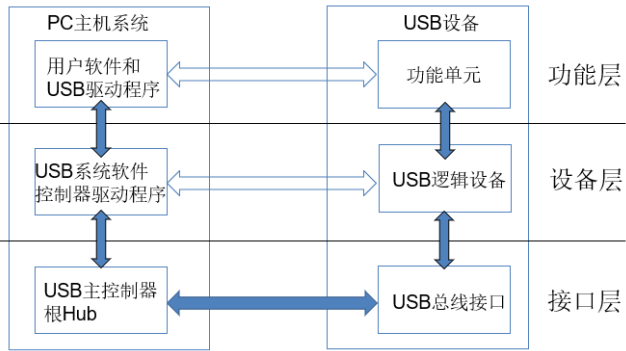 PC主机系统
USB设备
用户软件和
USB驱动程序
功能单元
功能层
USB系统软件
控制器驱动程序
USB逻辑设备
设备层
USB主控制器
根Hub
USB总线接口
接口层